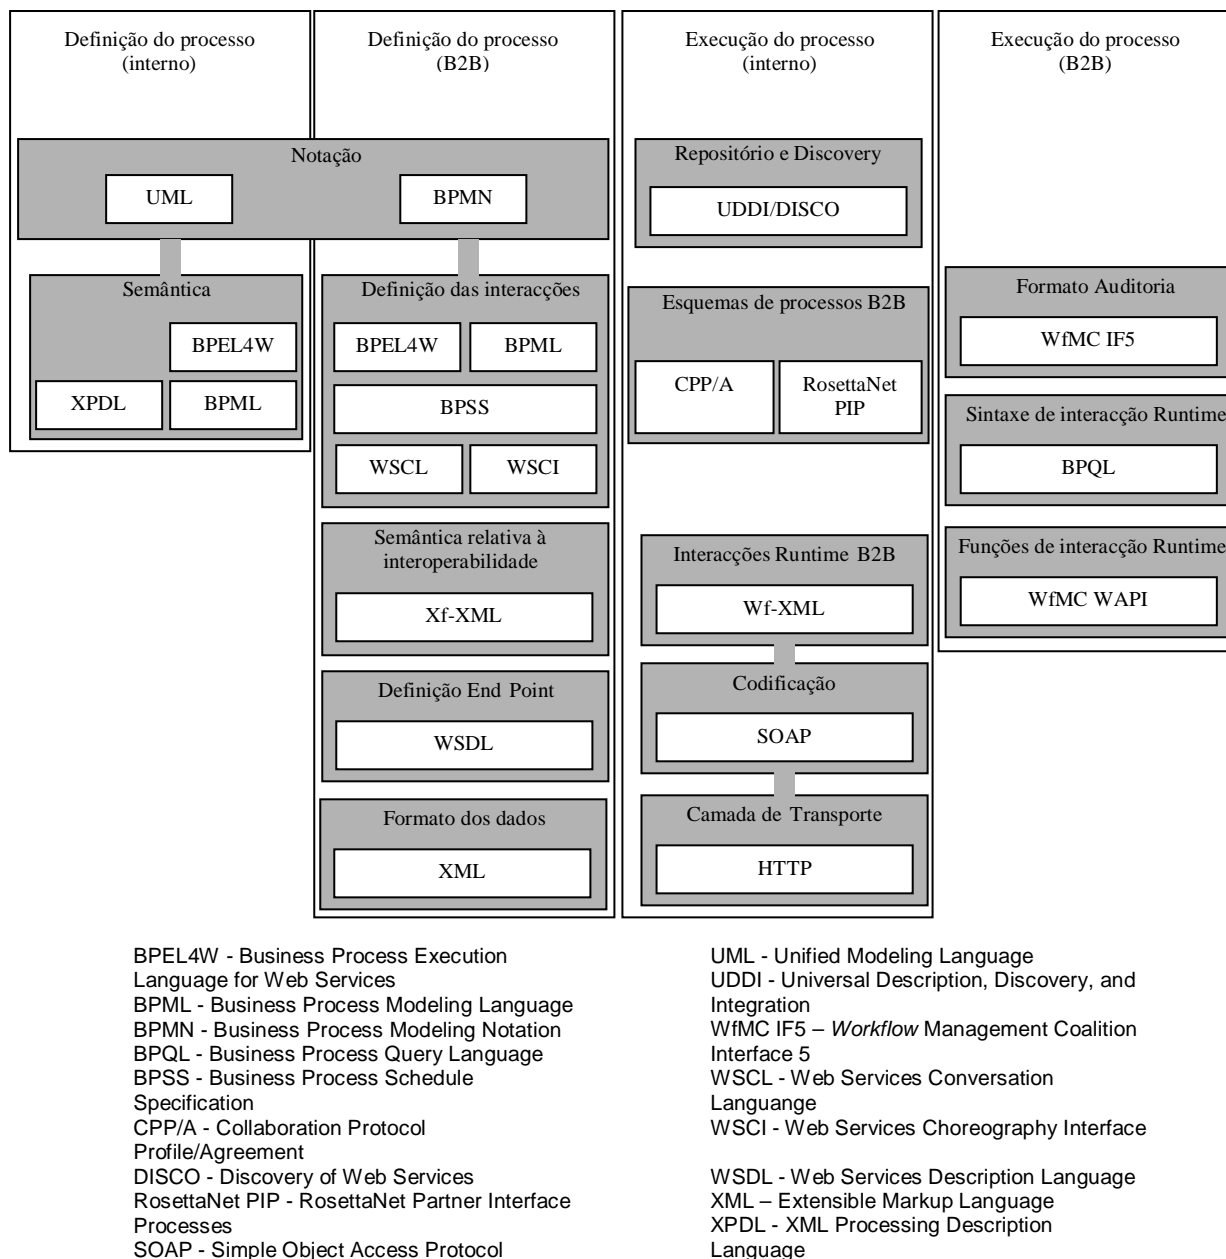 Definição do processo
(interno)
Definição do processo
(B2B)
Execução do processo
(interno)
Execução do processo
(B2B)
Notação
UML
BPMN
Repositório e Discovery
UDDI/DISCO
Semântica
BPEL4W
XPDL
BPML
Definição das interacções
BPEL4W
BPML
BPSS
WSCL
WSCI
Esquemas de processos B2B
CPP/A
RosettaNet
PIP
Formato Auditoria
WfMC IF5
Sintaxe de interacção Runtime
BPQL
Semântica relativa à
interoperabilidade
Xf-XML
Interacções Runtime B2B
Wf-XML
Funções de interacção Runtime
WfMC WAPI
Definição End Point
WSDL
Codificação
SOAP
Formato dos dados
XML
Camada de Transporte
HTTP
BPEL4W - Business Process Execution
Language for Web Services
BPML - Business Process Modeling Language
BPMN - Business Process Modeling Notation
BPQL - Business Process Query Language
BPSS - Business Process Schedule
Specification
CPP/A - Collaboration Protocol
Profile/Agreement
DISCO - Discovery of Web Services
RosettaNet PIP - RosettaNet Partner Interface
Processes
SOAP - Simple Object Access Protocol
UML - Unified Modeling Language
UDDI - Universal Description, Discovery, and
Integration
WfMC IF5 – Workflow Management Coalition
Interface 5
WSCL - Web Services Conversation
Languange
WSCI - Web Services Choreography Interface
WSDL - Web Services Description Language
XML – Extensible Markup Language
XPDL - XML Processing Description
Language